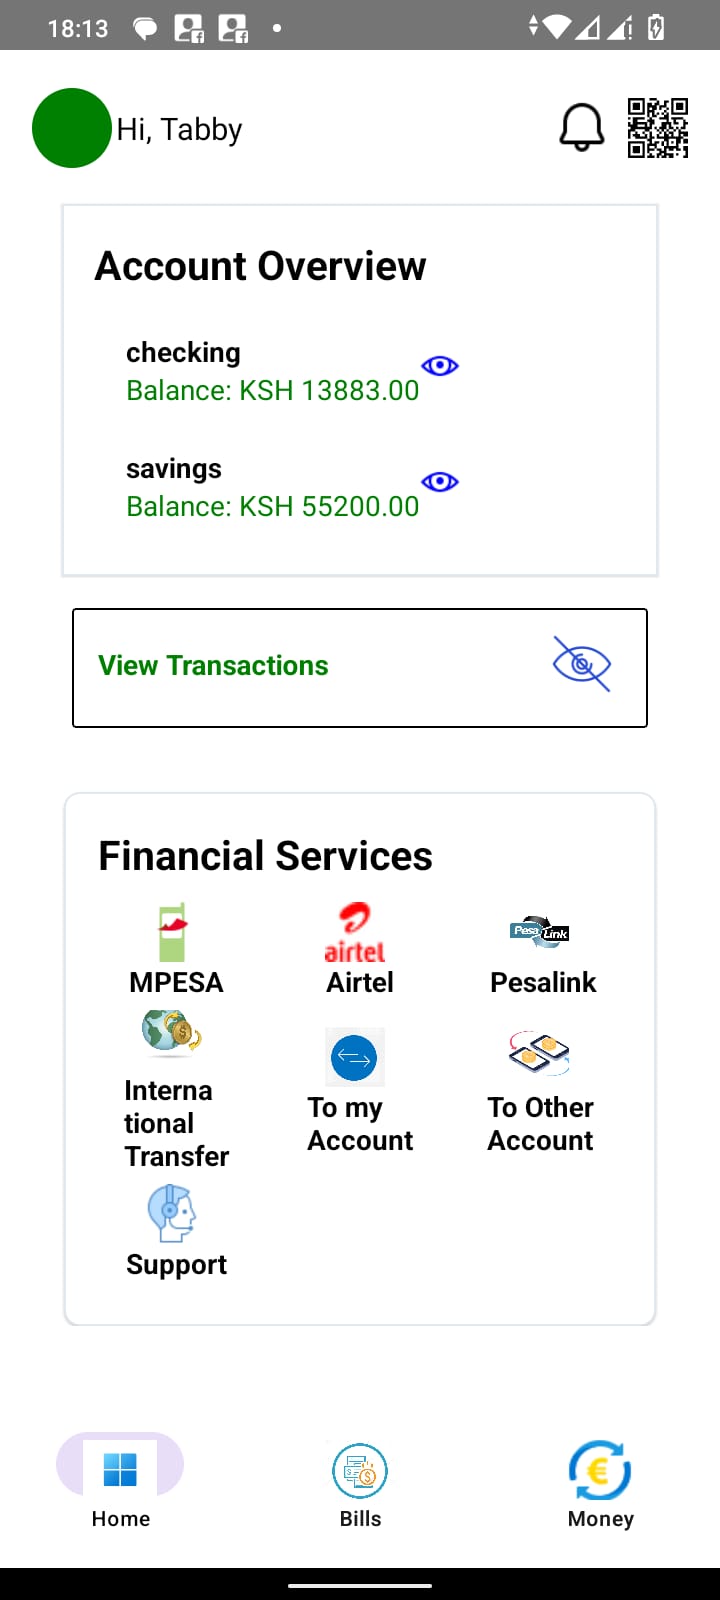 18:13
Hi, Tabby
Account Overview
checking
Balance: KSH 13883.00
savings
Balance: KSH 55200.00
View Transactions
Financial Services
airtel
Pesa Link
MPESA
Airtel
Pesalink
Interna
tional
Transfer
To my
Account
To Other
Account
Support
Home
Bills
Money